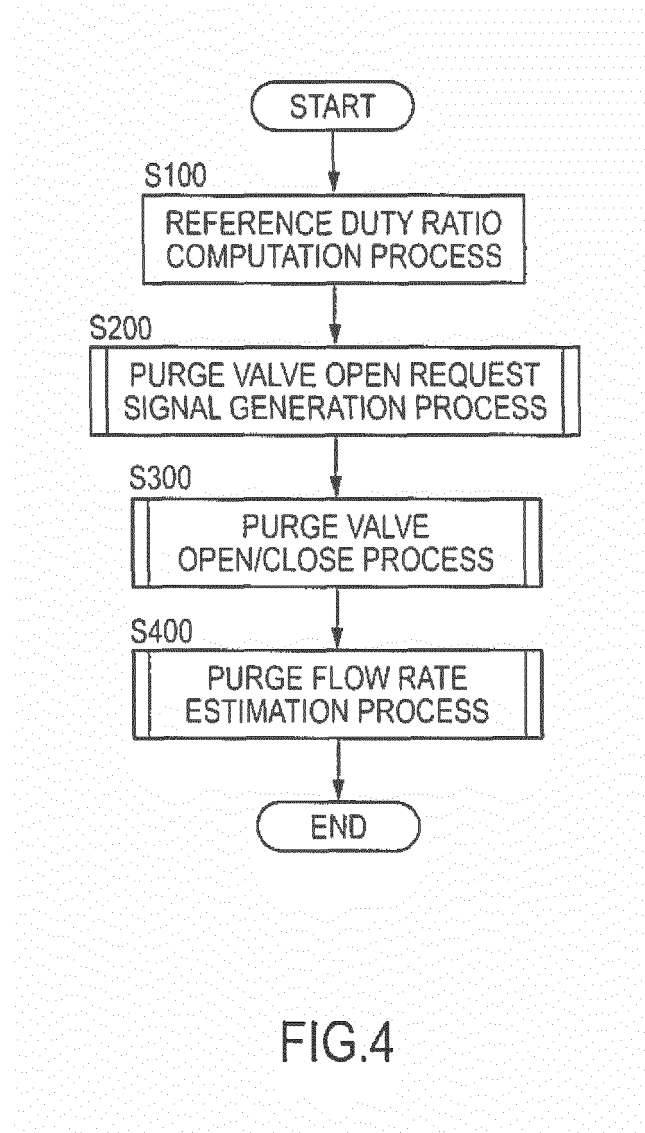 START
S100
REFERENCE DUTY RATIO
COMPUTATION PROCESS
S200
PURGE VALVE OPEN REQUEST
SIGNAL GENERATION PROCESS
S300
PURGE VALVE
OPEN/CLOSE PROCESS
S400
PURGE FLOW RATE
ESTIMATION PROCESS
END
FIG.4